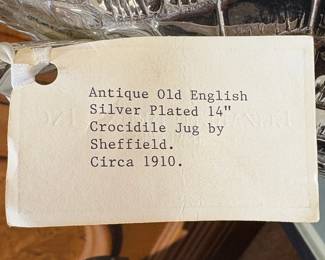 Antique Old English
Silver Plated 14"
Crocidile Jug by
Sheffield.
Circa 1910.